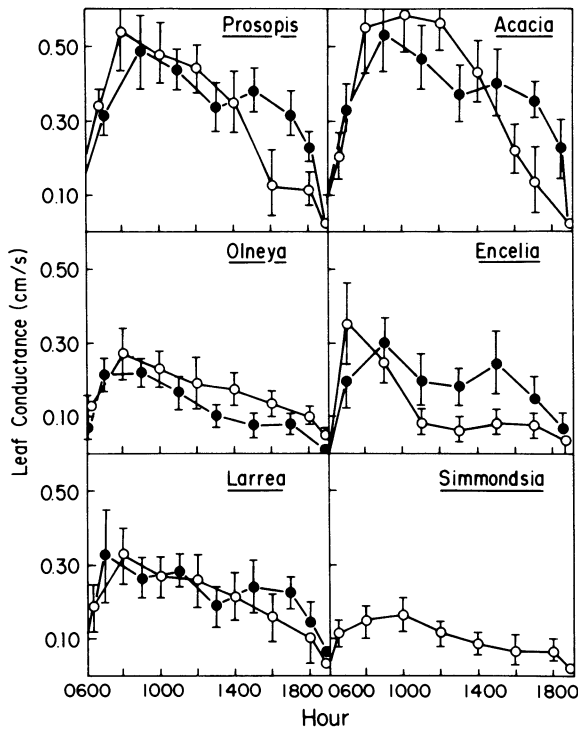 Prosopis
Acacia
0.50
0.30
0.10
Olneya
Encelia
0.50
0.30
0.10
Larrea
Simmondsia
0.50
0.30
0.10
Leaf Conductance (cm/s)
0600 1000 1400 1800 0600 1000 1400 1800
Hour